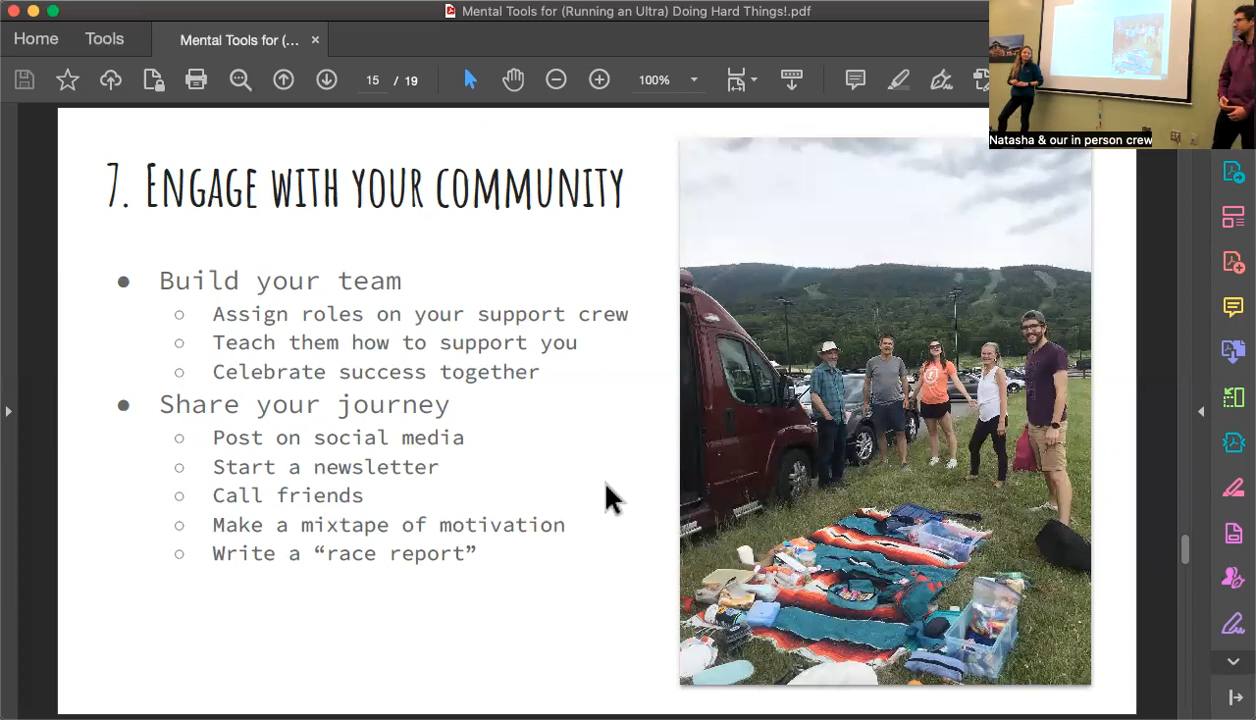 Mental Tools for (Running an Ultra) Doing Hard Things!.pdf
Home
Tools
Mental Tools for (...
×
15 / 19
100%
Natasha & our in person crew
7. Engage with your community
● Build your team
○ Assign roles on your support crew
○ Teach them how to support you
○ Celebrate success together
● Share your journey
○ Post on social media
○ Start a newsletter
○ Call friends
○ Make a mixtape of motivation
○ Write a “race report”